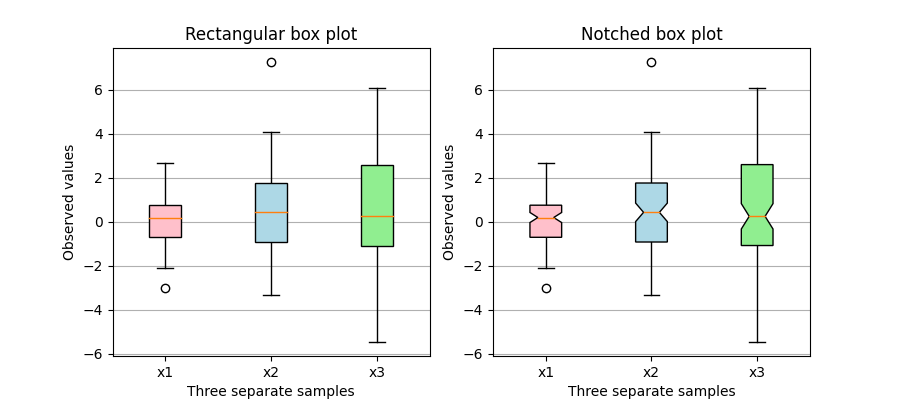 Rectangular box plot
Observed values
6
4
2
0
−2
−4
−6
x1 x2 x3
Three separate samples
Notched box plot
Observed values
6
4
2
0
−2
−4
−6
x1 x2 x3
Three separate samples